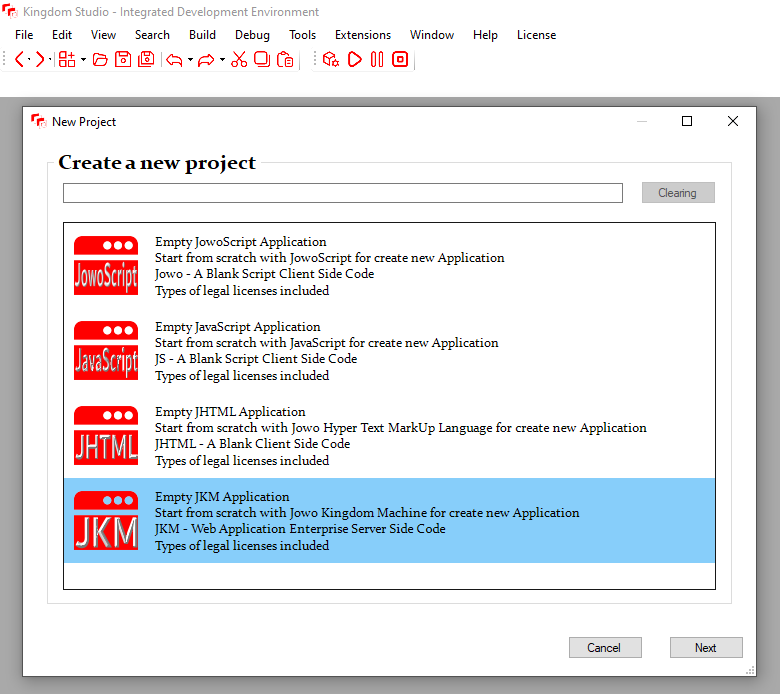 Kingdom Studio - Integrated Development Environment
File Edit View Search Build Debug Tools Extensions Window Help License
New Project
Create a new project
Clearing
JowoScript
Empty JowoScript Application
Start from scratch with JowoScript for create new Application
Jowo - A Blank Script Client Side Code
Types of legal licenses included
JavaScript
Empty JavaScript Application
Start from scratch with JavaScript for create new Application
JS - A Blank Script Client Side Code
Types of legal licenses included
JHTML
Empty JHTML Application
Start from scratch with Jowo Hyper Text MarkUp Language for create new Application
JHTML - A Blank Client Side Code
Types of legal licenses included
JKM
Empty JKM Application
Start from scratch with Jowo Kingdom Machine for create new Application
JKM - Web Application Enterprise Server Side Code
Types of legal licenses included
Cancel Next